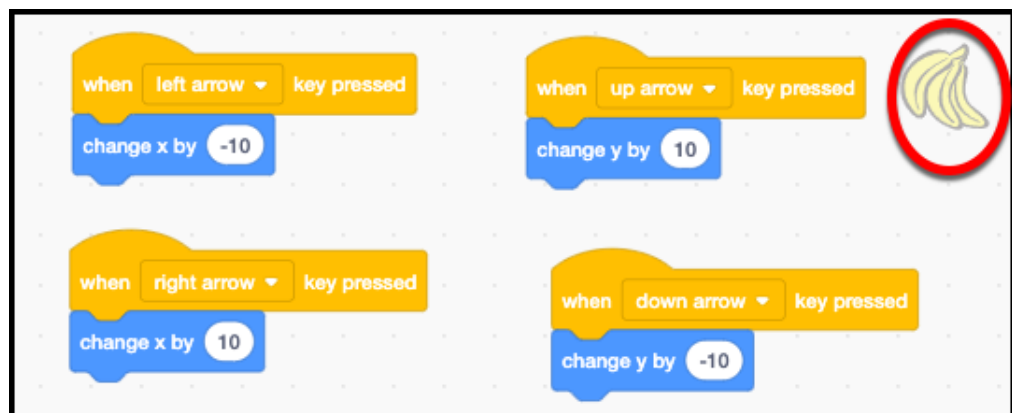 when left arrow key pressed
change x by -10
when up arrow key pressed
change y by 10
when right arrow key pressed
change x by 10
when down arrow key pressed
change y by -10